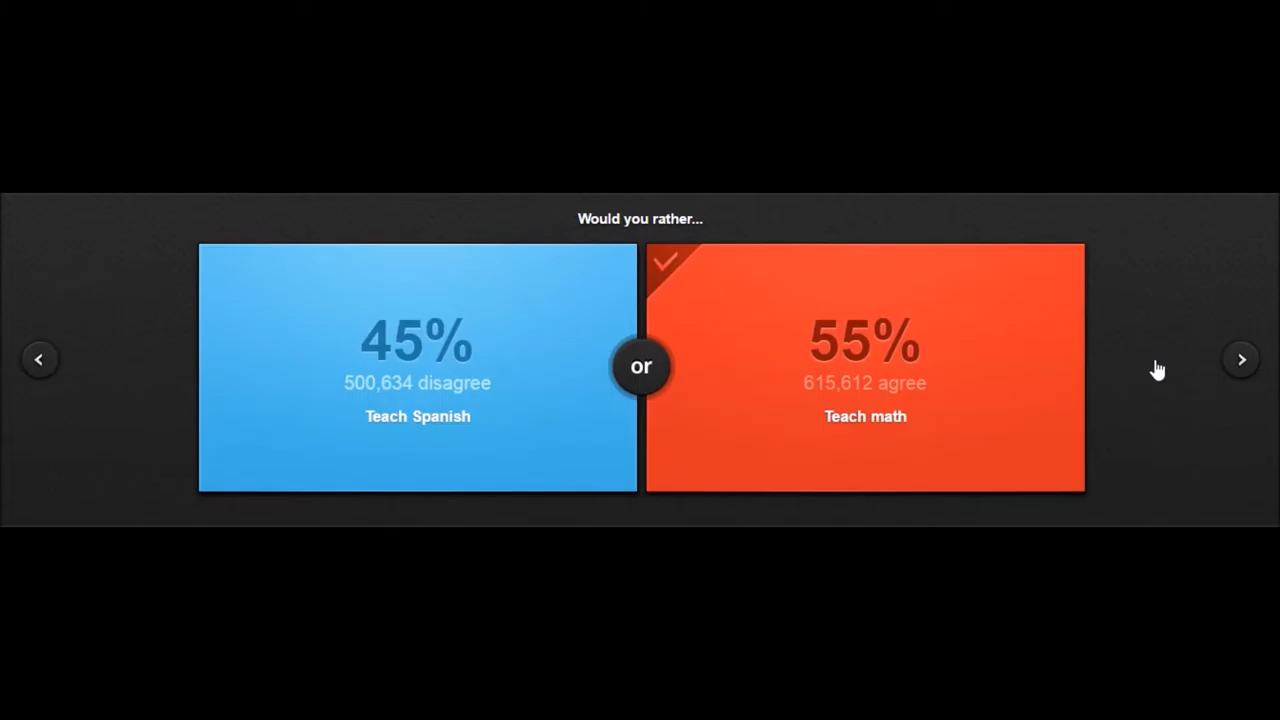 Would you rather...
45%
500,634 disagree
Teach Spanish
or
55%
615,612 agree
Teach math